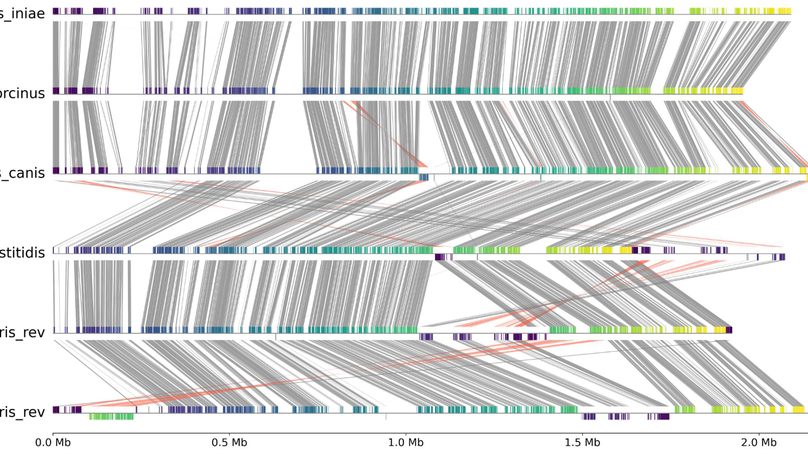 s_iniae
orcinus
s_canis
stitidis
ris_rev
ris_rev
0.0 Mb 0.5 Mb 1.0 Mb 1.5 Mb 2.0 Mb